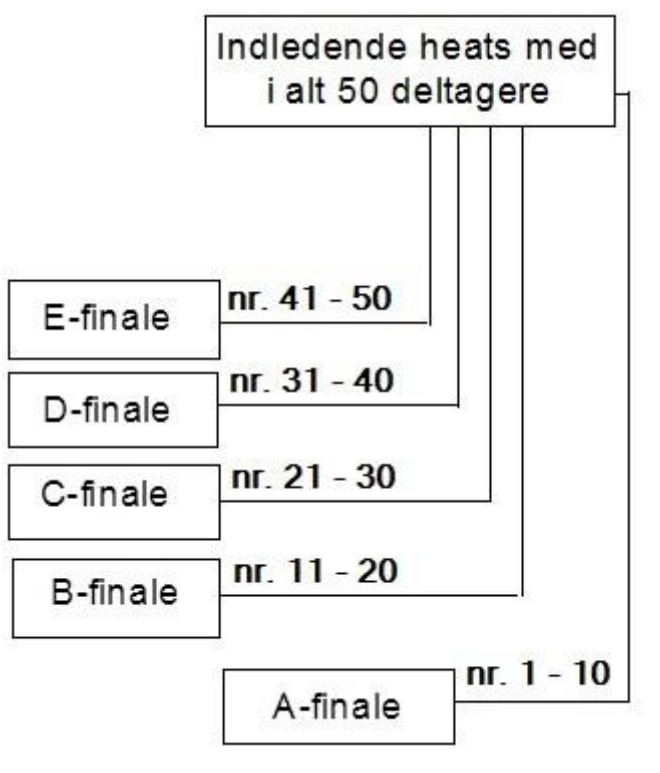 Indledende heats med
i alt 50 deltagere
nr. 41 - 50
E-finale
nr. 31 - 40
D-finale
nr. 21 - 30
C-finale
nr. 11 - 20
B-finale
nr. 1 - 10
A-finale